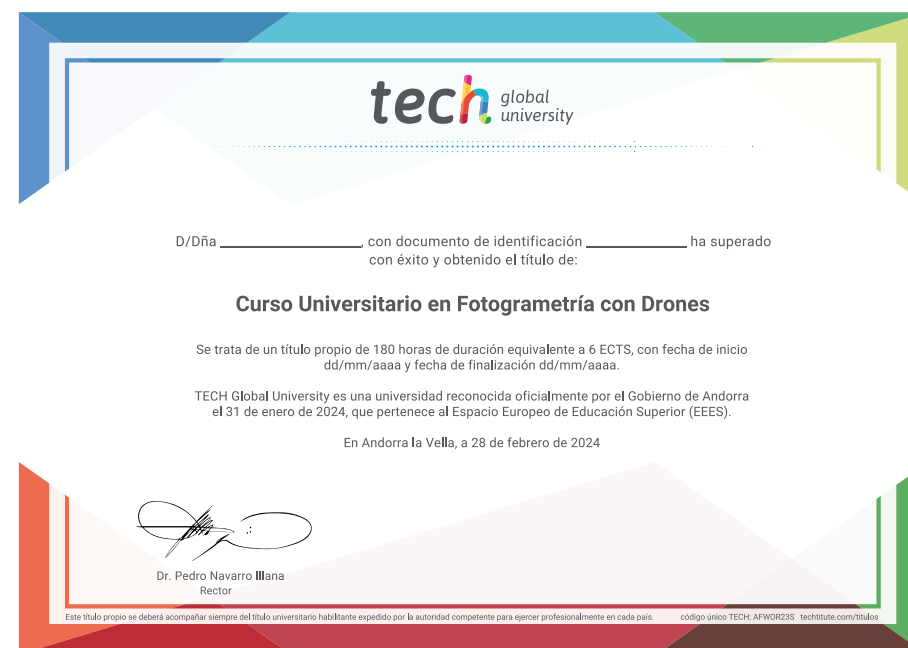 tech global university
D/Dña ____________________, con documento de identificación ______________ ha superado
con éxito y obtenido el título de:
Curso Universitario en Fotogrametría con Drones
Se trata de un título propio de 180 horas de duración equivalente a 6 ECTS, con fecha de inicio
dd/mm/aaaa y fecha de finalización dd/mm/aaaa.
TECH Global University es una universidad reconocida oficialmente por el Gobierno de Andorra
el 31 de enero de 2024, que pertenece al Espacio Europeo de Educación Superior (EEES).
En Andorra la Vella, a 28 de febrero de 2024
Dr. Pedro Navarro Illana
Rector
Este título propio se deberá acompañar siempre del título universitario habilitante expedido por la autoridad competente para ejercer profesionalmente en cada país. código único TECH: AFWOR23S techtitute.com/titulos